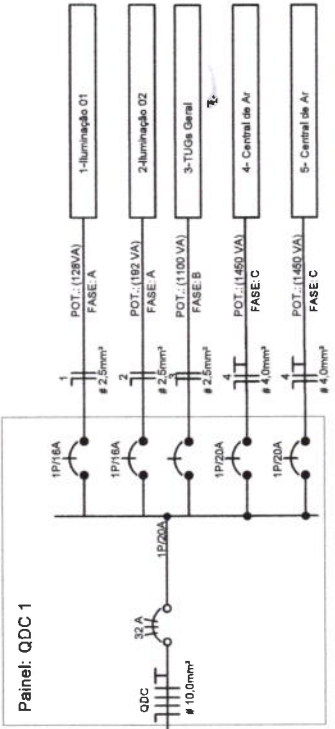 Painel: QDC 1
QDC
# 10,0mm²
32 A
1P/16A
1
# 2,5mm²
POT.: (128VA)
FASE: A
1-Iluminação 01
1P/16A
2
# 2,5mm²
POT.: (192 VA)
FASE: A
2-Iluminação 02
1P/20A
3
# 2,5mm²
POT.: (1100 VA)
FASE: B
3-TUGs Geral
1P/20A
4
# 4,0mm²
POT.: (1450 VA)
FASE: C
4- Central de Ar
1P/20A
4
# 4,0mm²
POT.: (1450 VA)
FASE C
5- Central de Ar